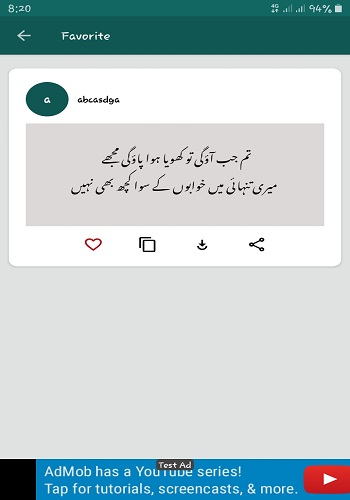 8:20
4G
94%
Favorite
a
abcasdga
تم جب آؤ گی تو کھویا ہوا پاؤ گی مجھے
میری تنہائی میں خوابوں کے سوا کچھ بھی نہیں
Test Ad
AdMob has a YouTube series!
Tap for tutorials, screencasts, & more.